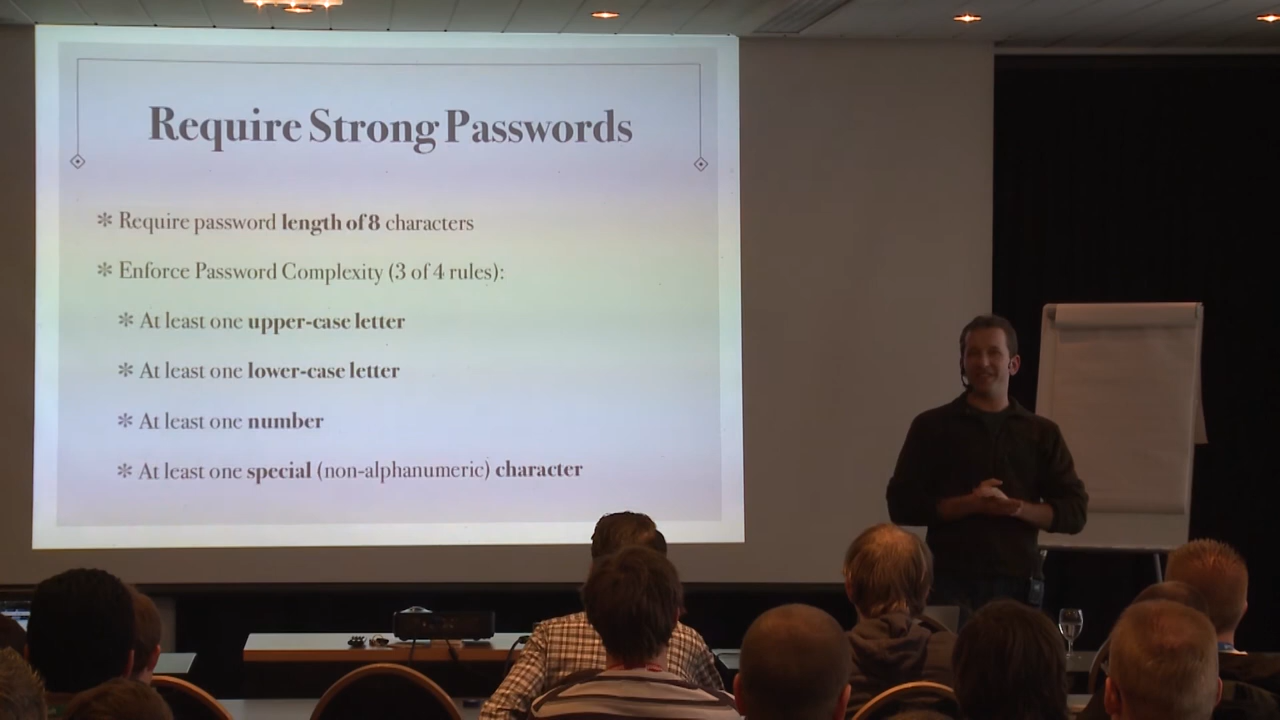 Require Strong Passwords
* Require password length of 8 characters
* Enforce Password Complexity (3 of 4 rules):
* At least one upper-case letter
* At least one lower-case letter
* At least one number
* At least one special (non-alphanumeric) character